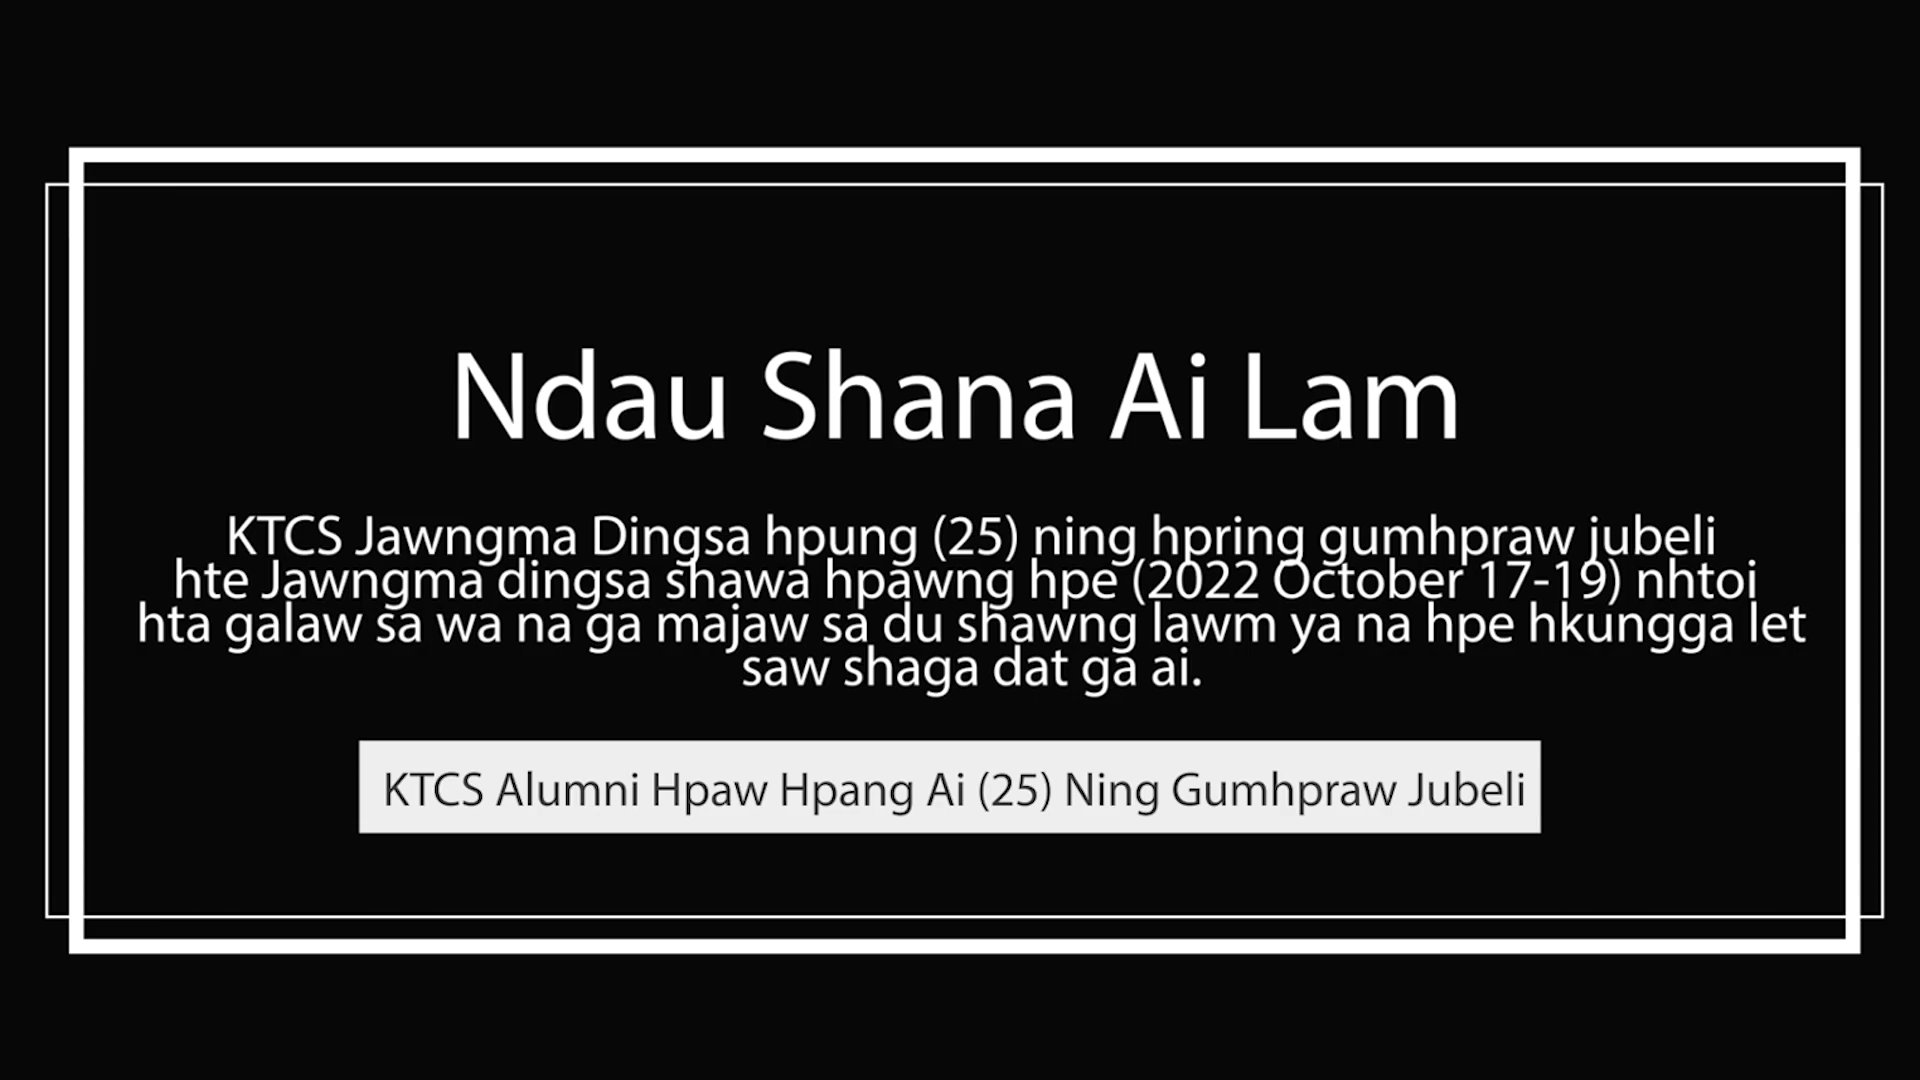 Ndau Shana Ai Lam
KTCS Jawngma Dingsa hpung (25) ning hpring gumhpraw jubeli
hte Jawngma dingsa shawa hpawng hpe (2022 October 17-19) nhtoi
hta galaw sa wa na ga majaw sa du shawng lawm ya na hpe hkungga let
saw shaga dat ga ai.
KTCS Alumni Hpaw Hpang Ai (25) Ning Gumhpraw Jubeli